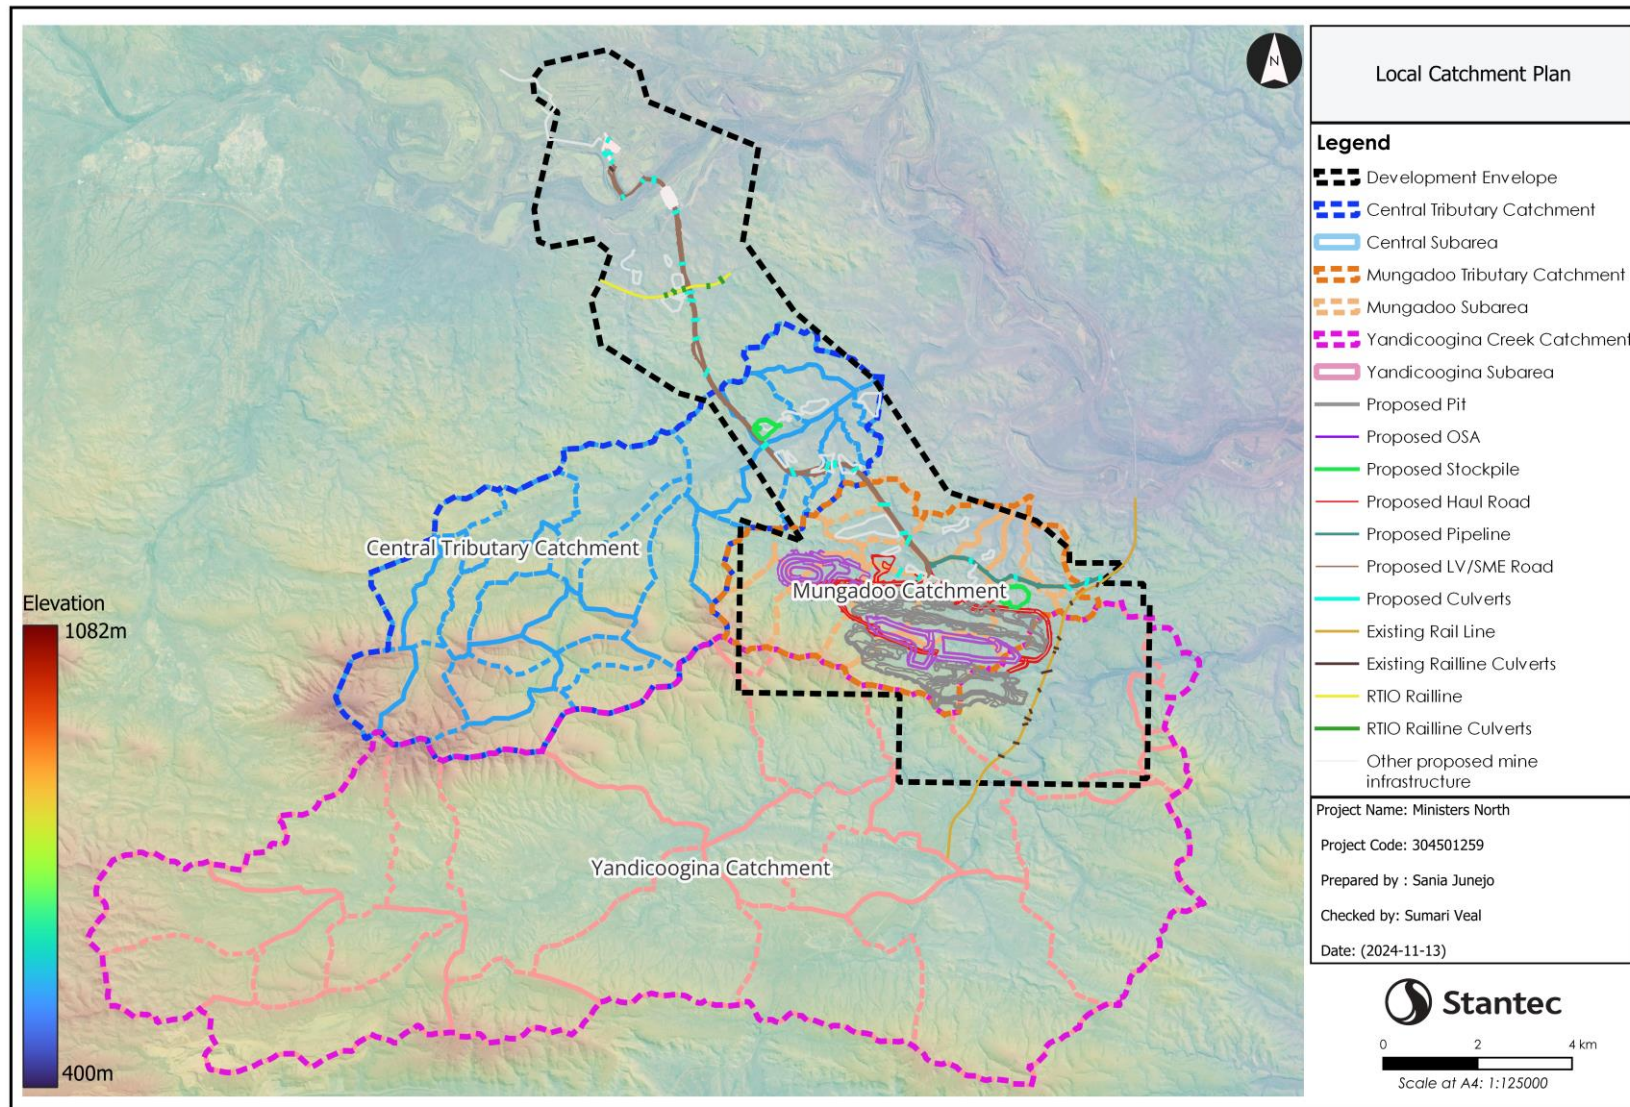 N
Local Catchment Plan
Legend
Development Envelope
Central Tributary Catchment
Central Subarea
Mungadoo Tributary Catchment
Mungadoo Subarea
Yandicoogina Creek Catchment
Yandicoogina Subarea
Proposed Pit
Proposed OSA
Proposed Stockpile
Proposed Haul Road
Proposed Pipeline
Proposed LV/SME Road
Proposed Culverts
Existing Rail Line
Existing Railline Culverts
RTIO Railline
RTIO Railline Culverts
Other proposed mine
infrastructure
Central Tributary Catchment
Mungadoo Catchment
Yandicoogina Catchment
Elevation
1082m
400m
Project Name: Ministers North
Project Code: 304501259
Prepared by : Sania Junejo
Checked by: Sumari Veal
Date: (2024-11-13)
Stantec
0 2 4 km
Scale at A4: 1:125000